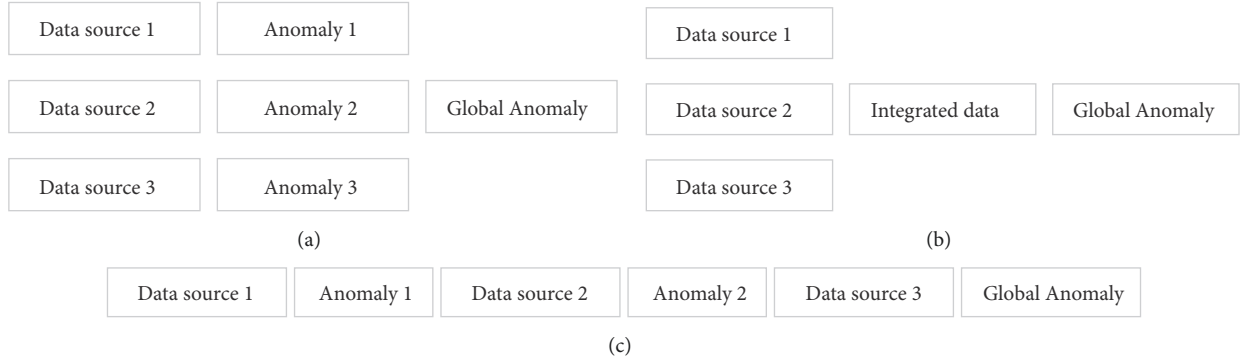 Data source 1
Anomaly 1
Data source 2
Anomaly 2
Global Anomaly
Data source 3
Anomaly 3
(a)
Data source 1
Data source 2
Integrated data
Global Anomaly
Data source 3
(b)
Data source 1
Anomaly 1
Data source 2
Anomaly 2
Data source 3
Global Anomaly
(c)